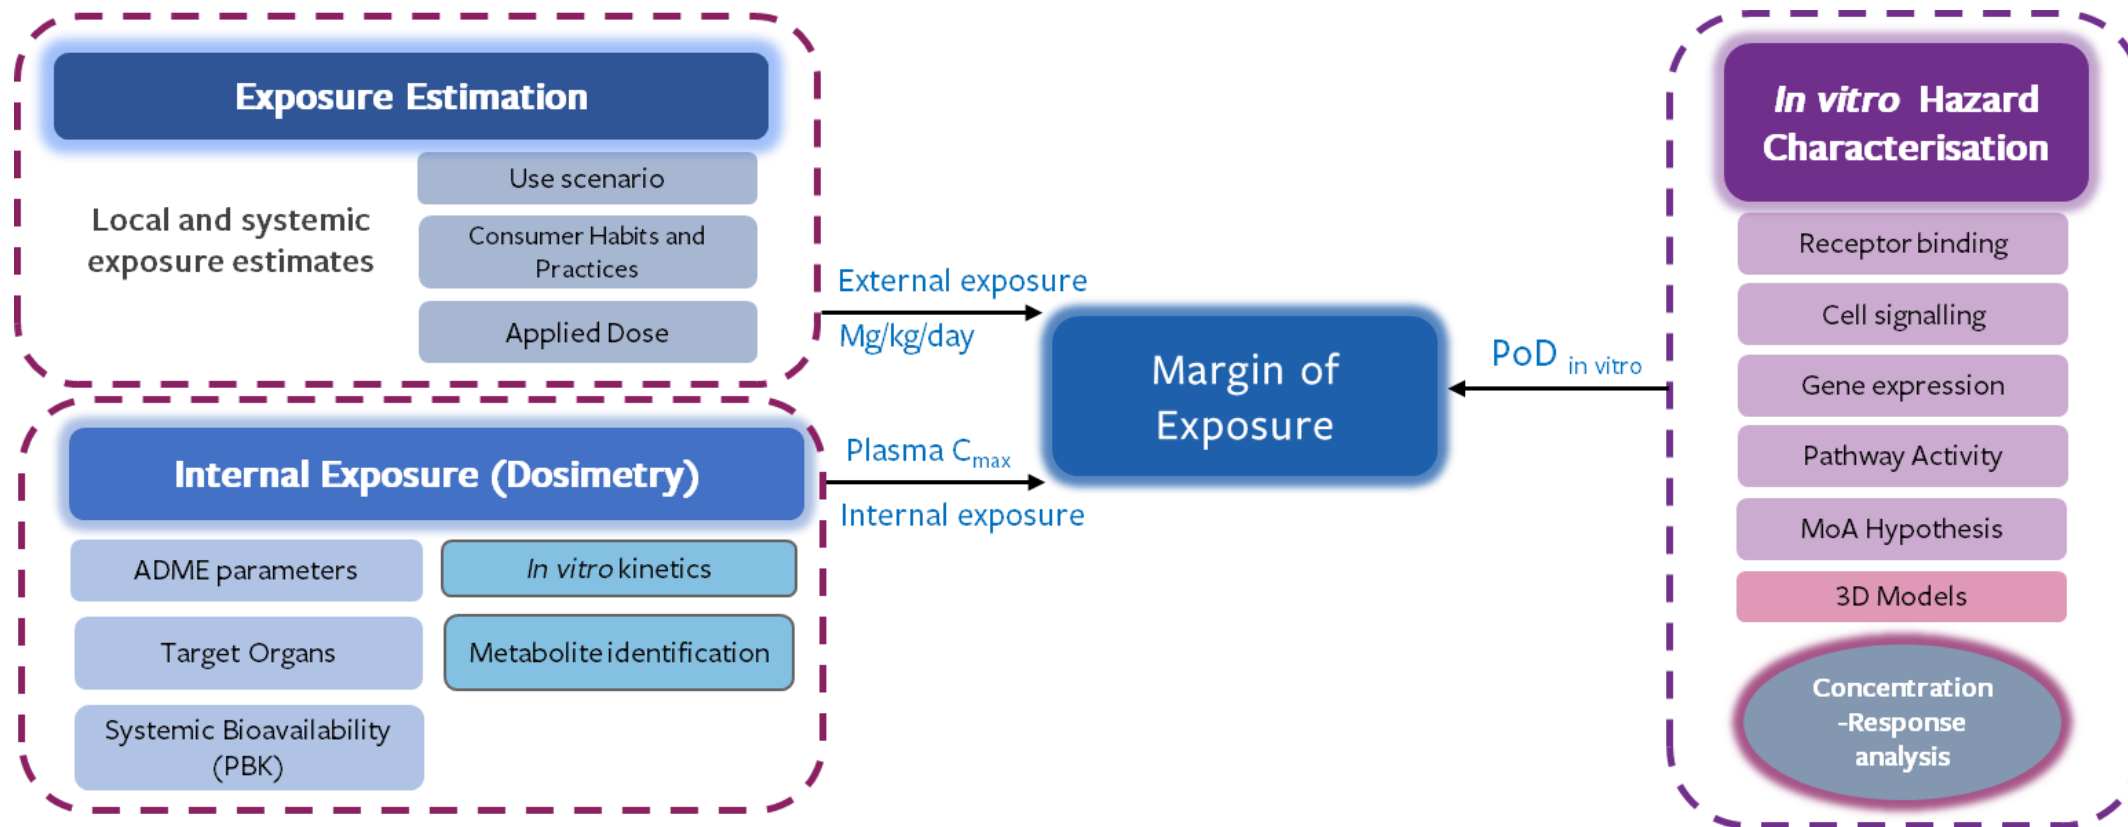 Exposure Estimation
Local and systemic
exposure estimates
Use scenario
Consumer Habits and
Practices
Applied Dose
External exposure
Mg/kg/day
Internal Exposure (Dosimetry)
ADME parameters
In vitro kinetics
Target Organs
Metabolite identification
Systemic Bioavailability
(PBK)
Plasma Cmax
Internal exposure
Margin of
Exposure
PoD in vitro
In vitro Hazard
Characterisation
Receptor binding
Cell signalling
Gene expression
Pathway Activity
MoA Hypothesis
3D Models
Concentration
-Response
analysis